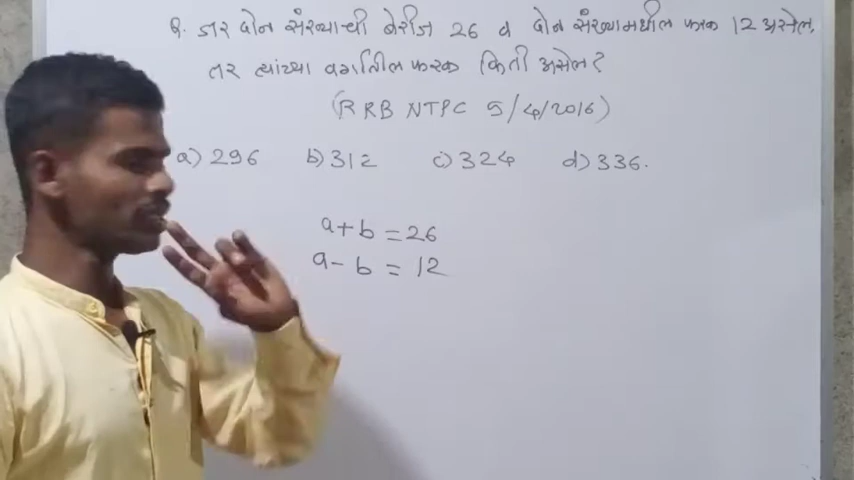 Q. जर दोन संख्याची बेरीज 26 व दोन संख्यामधील फरक 12 असेल,
तर त्यांच्या वर्गातील फरक किती असेल?
(RRB NTPC 5/4/2016)
a) 296 b) 312 c) 324 d) 336.
a+b = 26
a- b = 12